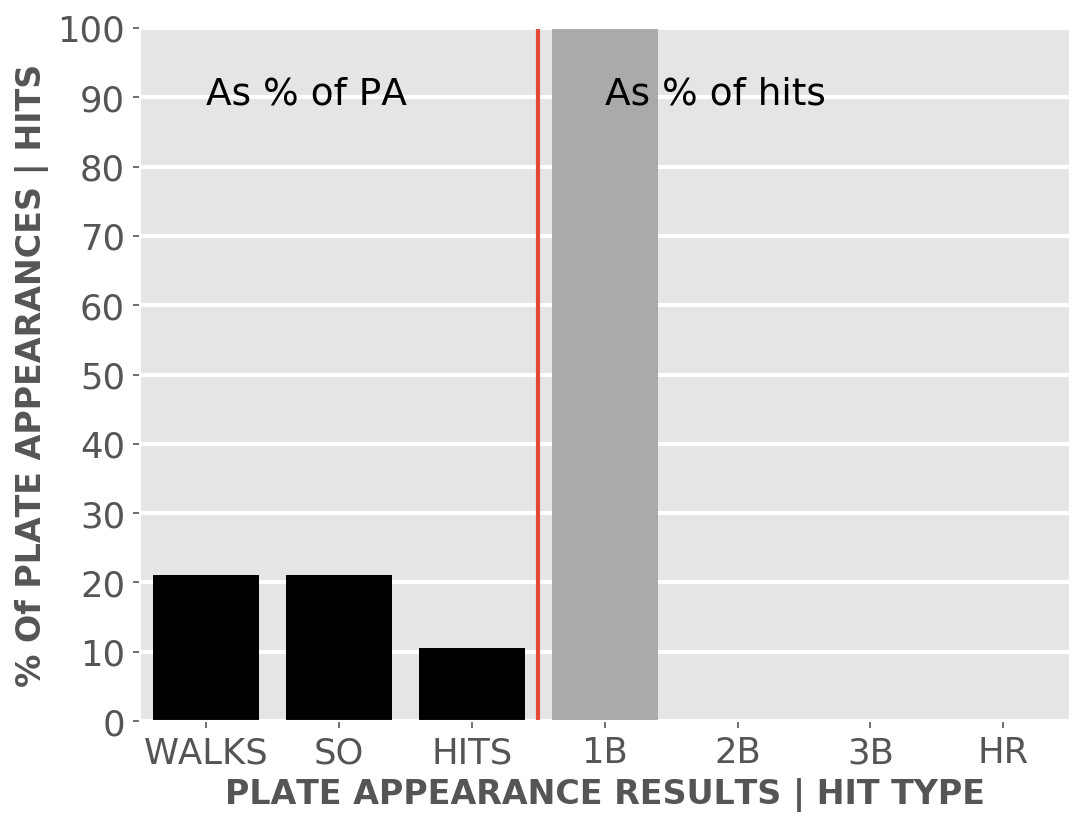 % Of PLATE APPEARANCES | HITS
100
90
80
70
60
50
40
30
20
10
0
As % of PA
As % of hits
WALKS SO HITS 1B 2B 3B HR
PLATE APPEARANCE RESULTS | HIT TYPE